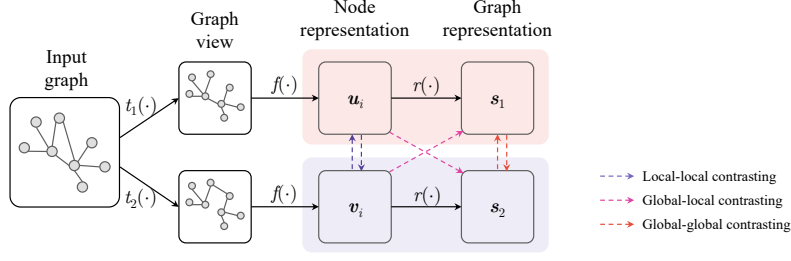 Input
graph
Graph
view
Node
representation
Graph
representation
t₁(·)
t₂(·)
f(·)
f(·)
uᵢ
r(·)
s₁
vᵢ
r(·)
s₂
Local-local contrasting
Global-local contrasting
Global-global contrasting